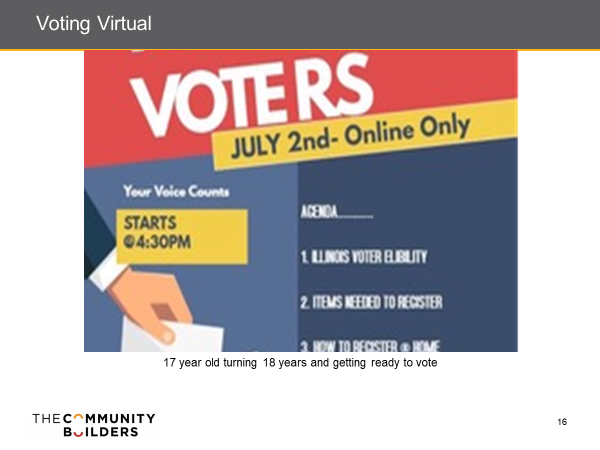 Voting Virtual
VOTERS
JULY 2nd- Online Only
Your Voice Counts
STARTS
@4:30PM
AGENDA..........
1. ILLINOIS VOTER ELIBILITY
2. ITEMS NEEDED TO REGISTER
3. HOW TO REGISTER @ HOME
17 year old turning 18 years and getting ready to vote
THE COMMUNITY
BUILDERS
16